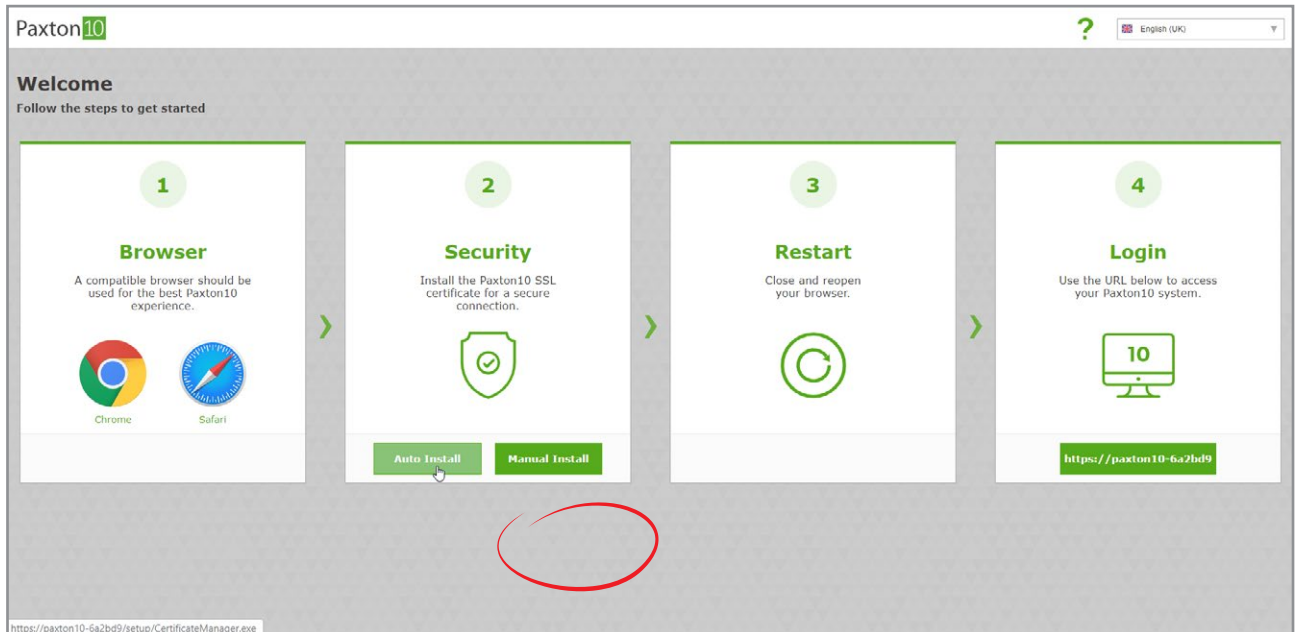 Paxton10
? English (UK)
Welcome
Follow the steps to get started
1
Browser
A compatible browser should be
used for the best Paxton10
experience.
Chrome Safari
2
Security
Install the Paxton10 SSL
certificate for a secure
connection.
Auto Install Manual Install
3
Restart
Close and reopen
your browser.
4
Login
Use the URL below to access
your Paxton10 system.
10
https://paxton10-6a2bd9
https://paxton10-6a2bd9/setup/CertificateManager.exe